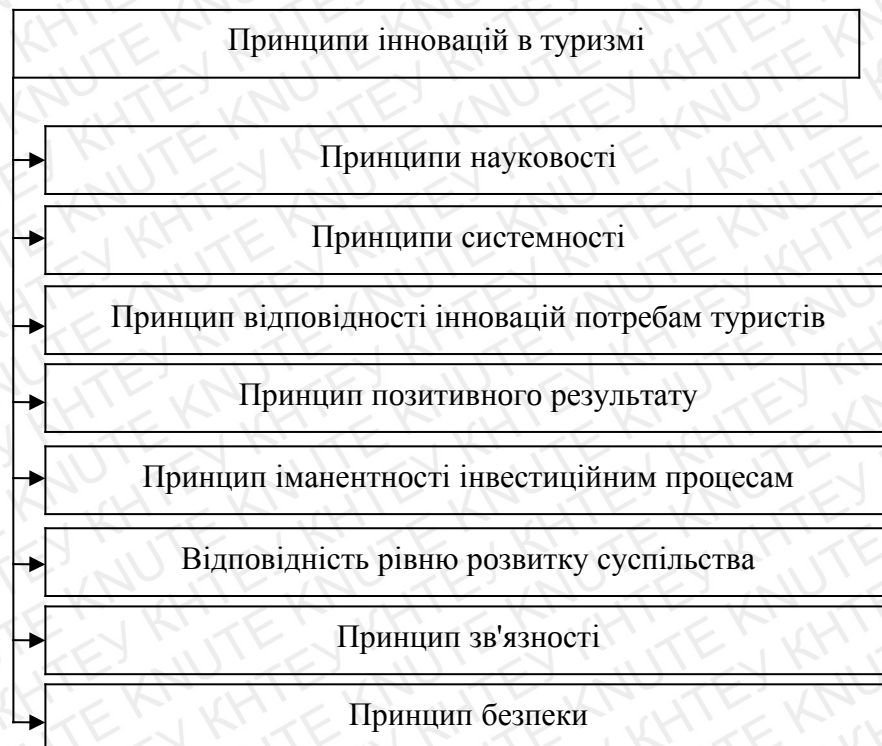 Принципи інновацій в туризмі
Принципи науковості
Принципи системності
Принцип відповідності інновацій потребам туристів
Принцип позитивного результату
Принцип іманентності інвестиційним процесам
Відповідність рівню розвитку суспільства
Принцип зв'язності
Принцип безпеки